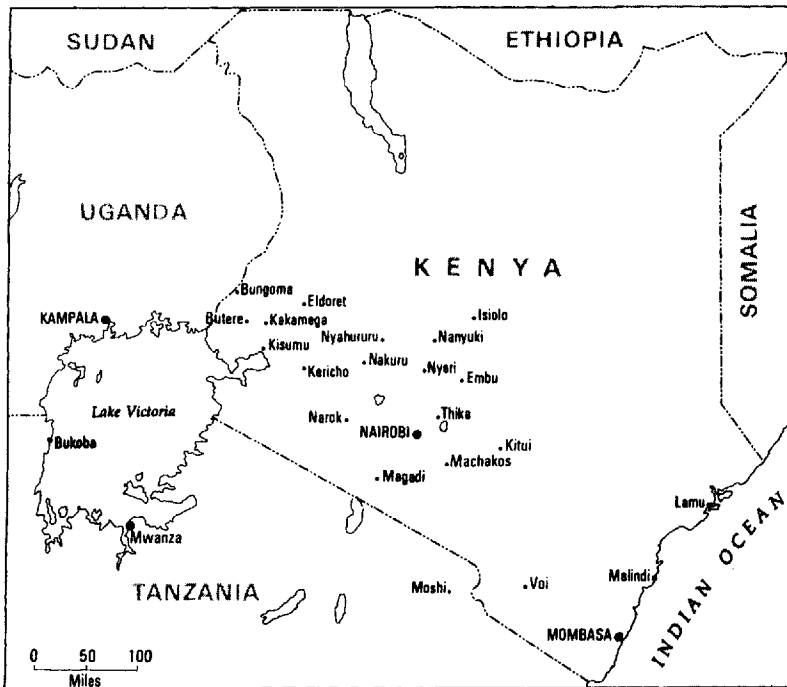 SUDAN
ETHIOPIA
UGANDA
SOMALIA
KENYA
Bungoma
Eldoret
KAMPALA
Butere
Kakamega
Isiolo
Nyahururu
Nanyuki
Kisumu
Nakuru
Kericho
Nyeri
Embu
Lake Victoria
Narok
Thika
NAIROBI
Bukoba
Kitui
Machakos
Magadi
Lamu
Mwanza
INDIAN OCEAN
TANZANIA
Moshi
Voi
Malindi
MOMBASA
0 50 100
Miles